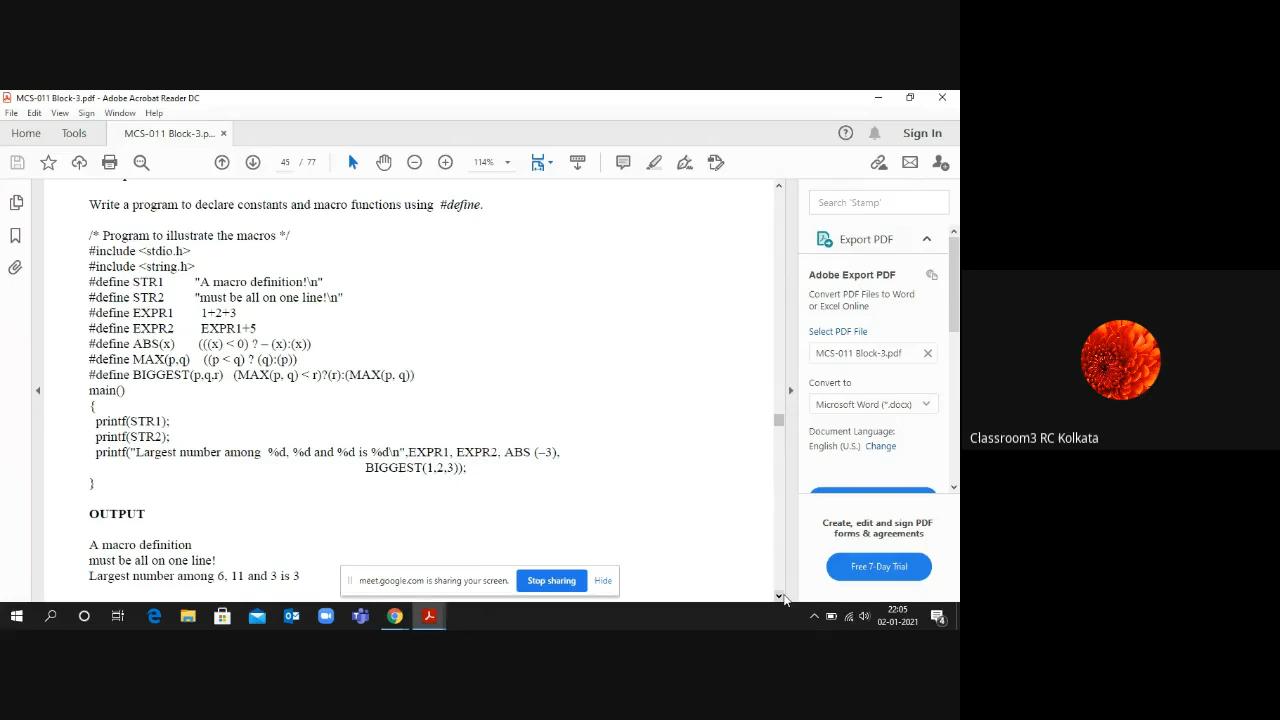 MCS-011 Block-3.pdf - Adobe Acrobat Reader DC
File Edit View Sign Window Help
Home Tools MCS-011 Block-3.p... × Sign In
45 / 77 114%
Write a program to declare constants and macro functions using #define.
/* Program to illustrate the macros */
#include <stdio.h>
#include <string.h>
#define STR1 "A macro definition!\n"
#define STR2 "must be all on one line!\n"
#define EXPR1 1+2+3
#define EXPR2 EXPR1+5
#define ABS(x) (((x) < 0) ? – (x):(x))
#define MAX(p,q) ((p < q) ? (q):(p))
#define BIGGEST(p,q,r) (MAX(p, q) < r)?(r):(MAX(p, q))
main()
{
printf(STR1);
printf(STR2);
printf("Largest number among %d, %d and %d is %d\n",EXPR1, EXPR2, ABS (–3),
BIGGEST(1,2,3));
}
OUTPUT
A macro definition
must be all on one line!
Largest number among 6, 11 and 3 is 3
Search 'Stamp'
Export PDF
Adobe Export PDF
Convert PDF Files to Word
or Excel Online
Select PDF File
MCS-011 Block-3.pdf
Convert to
Microsoft Word (*.docx)
Document Language:
English (U.S.) Change
Create, edit and sign PDF
forms & agreements
Free 7-Day Trial
meet.google.com is sharing your screen. Stop sharing Hide
22:05
02-01-2021
4
Classroom3 RC Kolkata